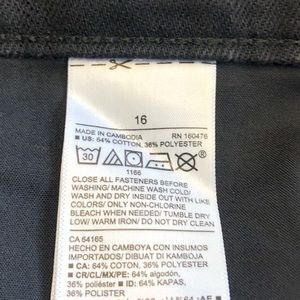 16
MADE IN CAMBODIA RN 160476
■ US: 64% COTTON, 36% POLYESTER
30
1166
CLOSE ALL FASTENERS BEFORE
WASHING/ MACHINE WASH COLD/
WASH AND DRY INSIDE OUT WITH LIKE
COLORS/ ONLY NON-CHLORINE
BLEACH WHEN NEEDED/ TUMBLE DRY
LOW/ WARM IRON/ DO NOT DRY CLEAN
CA 64165
HECHO EN CAMBOYA CON INSUMOS
IMPORTADOS/ DIBUAT DI KAMBOJA
■ CA: 64% COTON, 36% POLYESTER
■ CR/CL/MX/PE: 64% algodón,
36% poliéster ■ ID: 64% KAPAS,
36% POLISTER